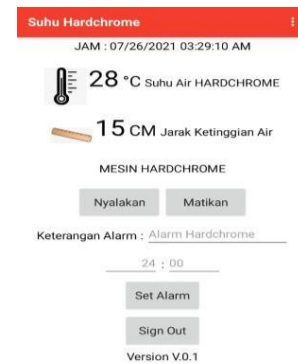 Suhu Hardchrome
JAM : 07/26/2021 03:29:10 AM
28 °C Suhu Air HARDCHROME
15 CM Jarak Ketinggian Air
MESIN HARDCHROME
Nyalakan Matikan
Keterangan Alarm : Alarm Hardchrome
24 : 00
Set Alarm
Sign Out
Version V.0.1